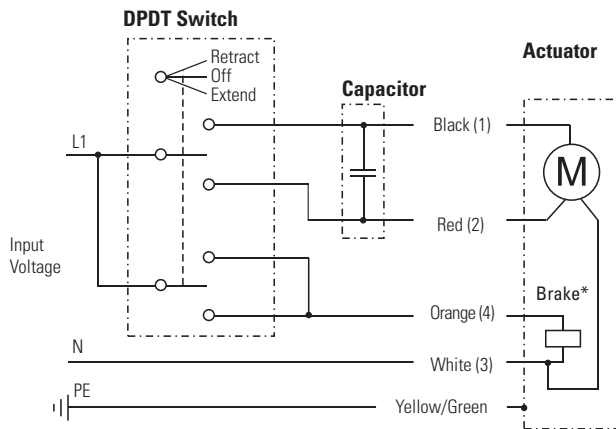 DPDT Switch
Retract
Off
Extend
Capacitor
Actuator
L1
Black (1)
M
Red (2)
Input
Voltage
Brake*
Orange (4)
N
White (3)
PE
Yellow/Green